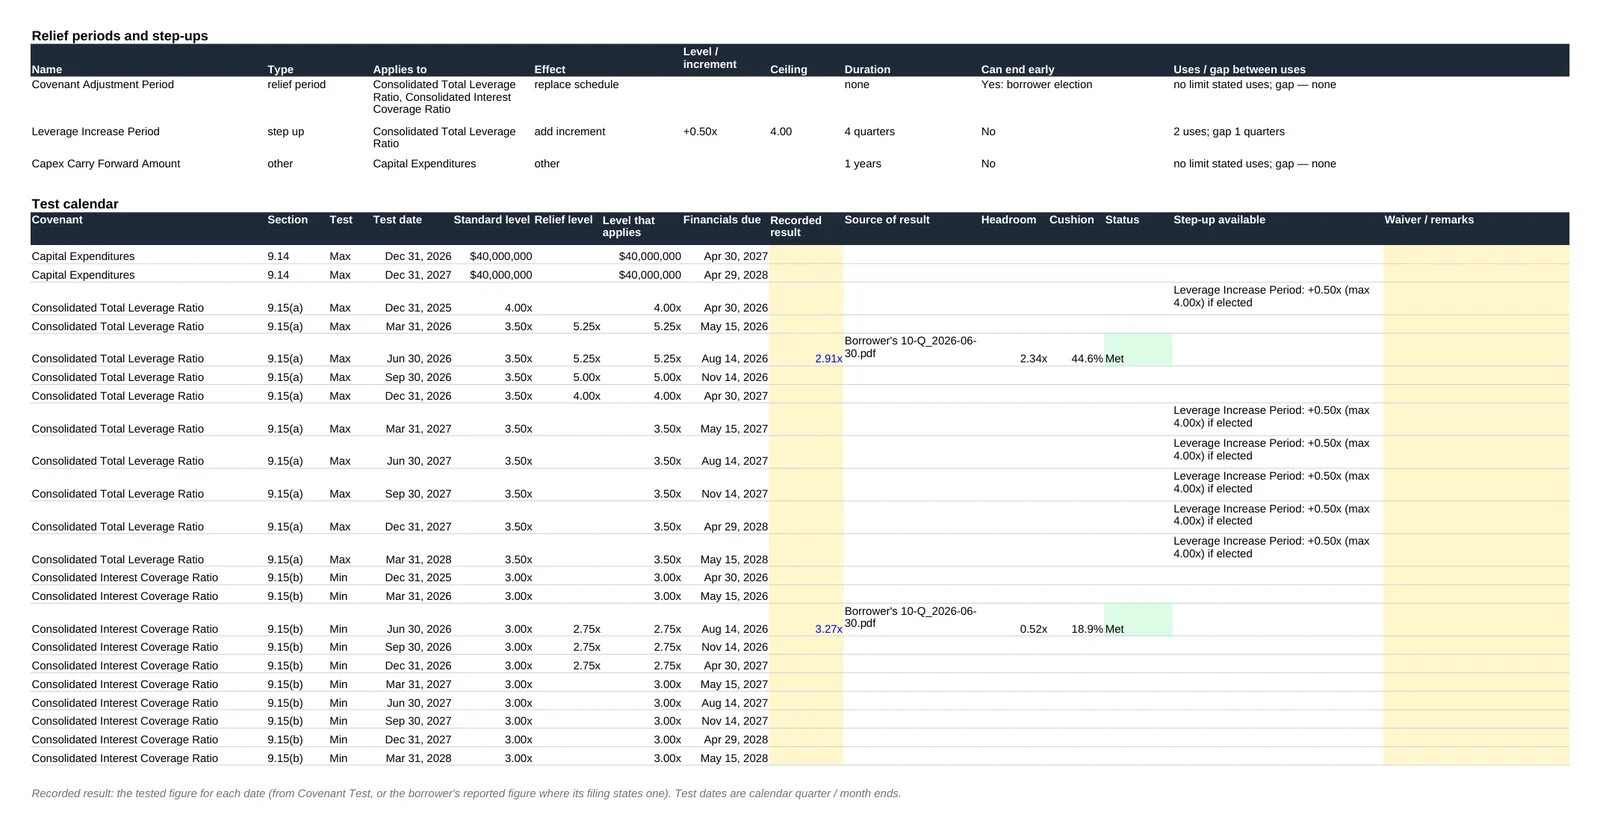 Relief periods and step-ups
Name Type Applies to Effect Level / increment Ceiling Duration Can end early Uses / gap between uses
Covenant Adjustment Period relief period Consolidated Total Leverage Ratio, Consolidated Interest Coverage Ratio replace schedule none Yes: borrower election no limit stated uses; gap — none
Leverage Increase Period step up Consolidated Total Leverage Ratio add increment +0.50x 4.00 4 quarters No 2 uses; gap 1 quarters
Capex Carry Forward Amount other Capital Expenditures other 1 years No no limit stated uses; gap — none
Test calendar
Covenant Section Test Test date Standard level Relief level Level that applies Financials due Recorded result Source of result Headroom Cushion Status Step-up available Waiver / remarks
Capital Expenditures 9.14 Max Dec 31, 2026 $40,000,000 $40,000,000 Apr 30, 2027
Capital Expenditures 9.14 Max Dec 31, 2027 $40,000,000 $40,000,000 Apr 29, 2028
Consolidated Total Leverage Ratio 9.15(a) Max Dec 31, 2025 4.00x 4.00x Apr 30, 2026 Leverage Increase Period: +0.50x (max 4.00x) if elected
Consolidated Total Leverage Ratio 9.15(a) Max Mar 31, 2026 3.50x 5.25x 5.25x May 15, 2026
Consolidated Total Leverage Ratio 9.15(a) Max Jun 30, 2026 3.50x 5.25x 5.25x Aug 14, 2026 2.91x Borrower's 10-Q_2026-06-30.pdf 2.34x 44.6% Met
Consolidated Total Leverage Ratio 9.15(a) Max Sep 30, 2026 3.50x 5.00x 5.00x Nov 14, 2026
Consolidated Total Leverage Ratio 9.15(a) Max Dec 31, 2026 3.50x 4.00x 4.00x Apr 30, 2027
Consolidated Total Leverage Ratio 9.15(a) Max Mar 31, 2027 3.50x 3.50x May 15, 2027 Leverage Increase Period: +0.50x (max 4.00x) if elected
Consolidated Total Leverage Ratio 9.15(a) Max Jun 30, 2027 3.50x 3.50x Aug 14, 2027 Leverage Increase Period: +0.50x (max 4.00x) if elected
Consolidated Total Leverage Ratio 9.15(a) Max Sep 30, 2027 3.50x 3.50x Nov 14, 2027 Leverage Increase Period: +0.50x (max 4.00x) if elected
Consolidated Total Leverage Ratio 9.15(a) Max Dec 31, 2027 3.50x 3.50x Apr 29, 2028 Leverage Increase Period: +0.50x (max 4.00x) if elected
Consolidated Total Leverage Ratio 9.15(a) Max Mar 31, 2028 3.50x 3.50x May 15, 2028 Leverage Increase Period: +0.50x (max 4.00x) if elected
Consolidated Interest Coverage Ratio 9.15(b) Min Dec 31, 2025 3.00x 3.00x Apr 30, 2026
Consolidated Interest Coverage Ratio 9.15(b) Min Mar 31, 2026 3.00x 3.00x May 15, 2026
Consolidated Interest Coverage Ratio 9.15(b) Min Jun 30, 2026 3.00x 2.75x 2.75x Aug 14, 2026 3.27x Borrower's 10-Q_2026-06-30.pdf 0.52x 18.9% Met
Consolidated Interest Coverage Ratio 9.15(b) Min Sep 30, 2026 3.00x 2.75x 2.75x Nov 14, 2026
Consolidated Interest Coverage Ratio 9.15(b) Min Dec 31, 2026 3.00x 2.75x 2.75x Apr 30, 2027
Consolidated Interest Coverage Ratio 9.15(b) Min Mar 31, 2027 3.00x 3.00x May 15, 2027
Consolidated Interest Coverage Ratio 9.15(b) Min Jun 30, 2027 3.00x 3.00x Aug 14, 2027
Consolidated Interest Coverage Ratio 9.15(b) Min Sep 30, 2027 3.00x 3.00x Nov 14, 2027
Consolidated Interest Coverage Ratio 9.15(b) Min Dec 31, 2027 3.00x 3.00x Apr 29, 2028
Consolidated Interest Coverage Ratio 9.15(b) Min Mar 31, 2028 3.00x 3.00x May 15, 2028
Recorded result: the tested figure for each date (from Covenant Test, or the borrower's reported figure where its filing states one). Test dates are calendar quarter / month ends.